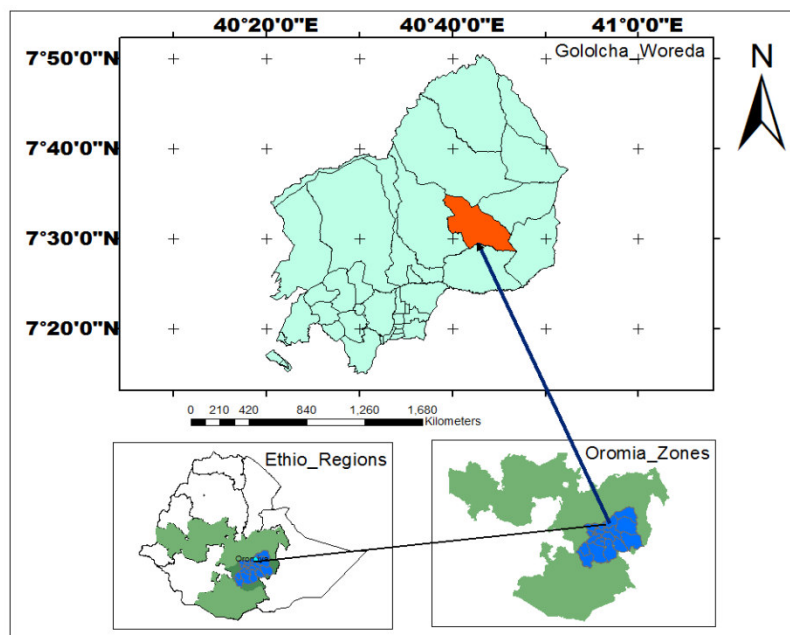 40°20'0"E 40°40'0"E 41°0'0"E
Gololcha_Woreda
N
7°50'0"N
7°40'0"N
7°30'0"N
7°20'0"N
0 210 420 840 1,260 1,680
Kilometers
Ethio_Regions
Oromia_Zones